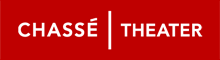 CHASSÉ | THEATER